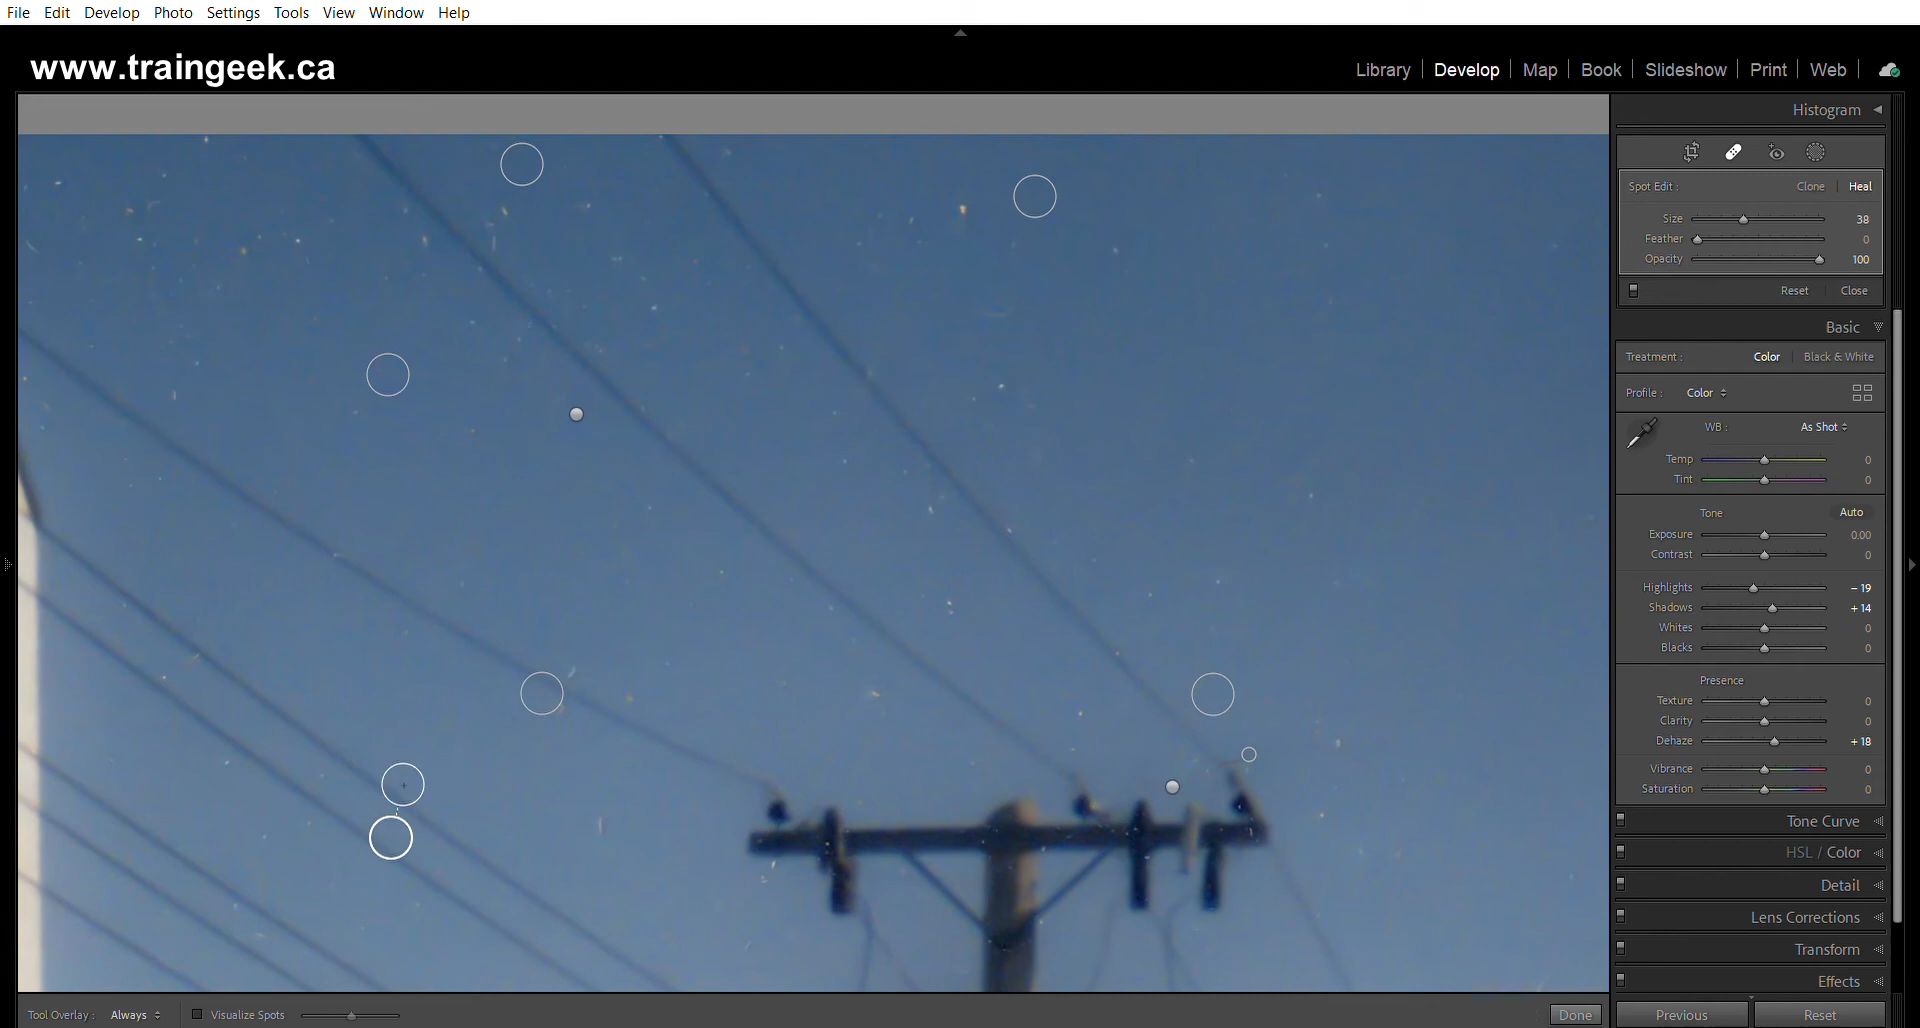 File Edit Develop Photo Settings Tools View Window Help
www.traingeek.ca
Library Develop Map Book Slideshow Print Web
Histogram
Spot Edit : Clone Heal
Size 38
Feather 0
Opacity 100
Reset Close
Basic
Treatment : Color Black & White
Profile : Color
WB : As Shot
Temp 0
Tint 0
Tone Auto
Exposure 0.00
Contrast 0
Highlights – 19
Shadows + 14
Whites 0
Blacks 0
Presence
Texture 0
Clarity 0
Dehaze + 18
Vibrance 0
Saturation 0
Tone Curve
HSL / Color
Detail
Lens Corrections
Transform
Effects
Tool Overlay : Always Visualize Spots Done Previous Reset